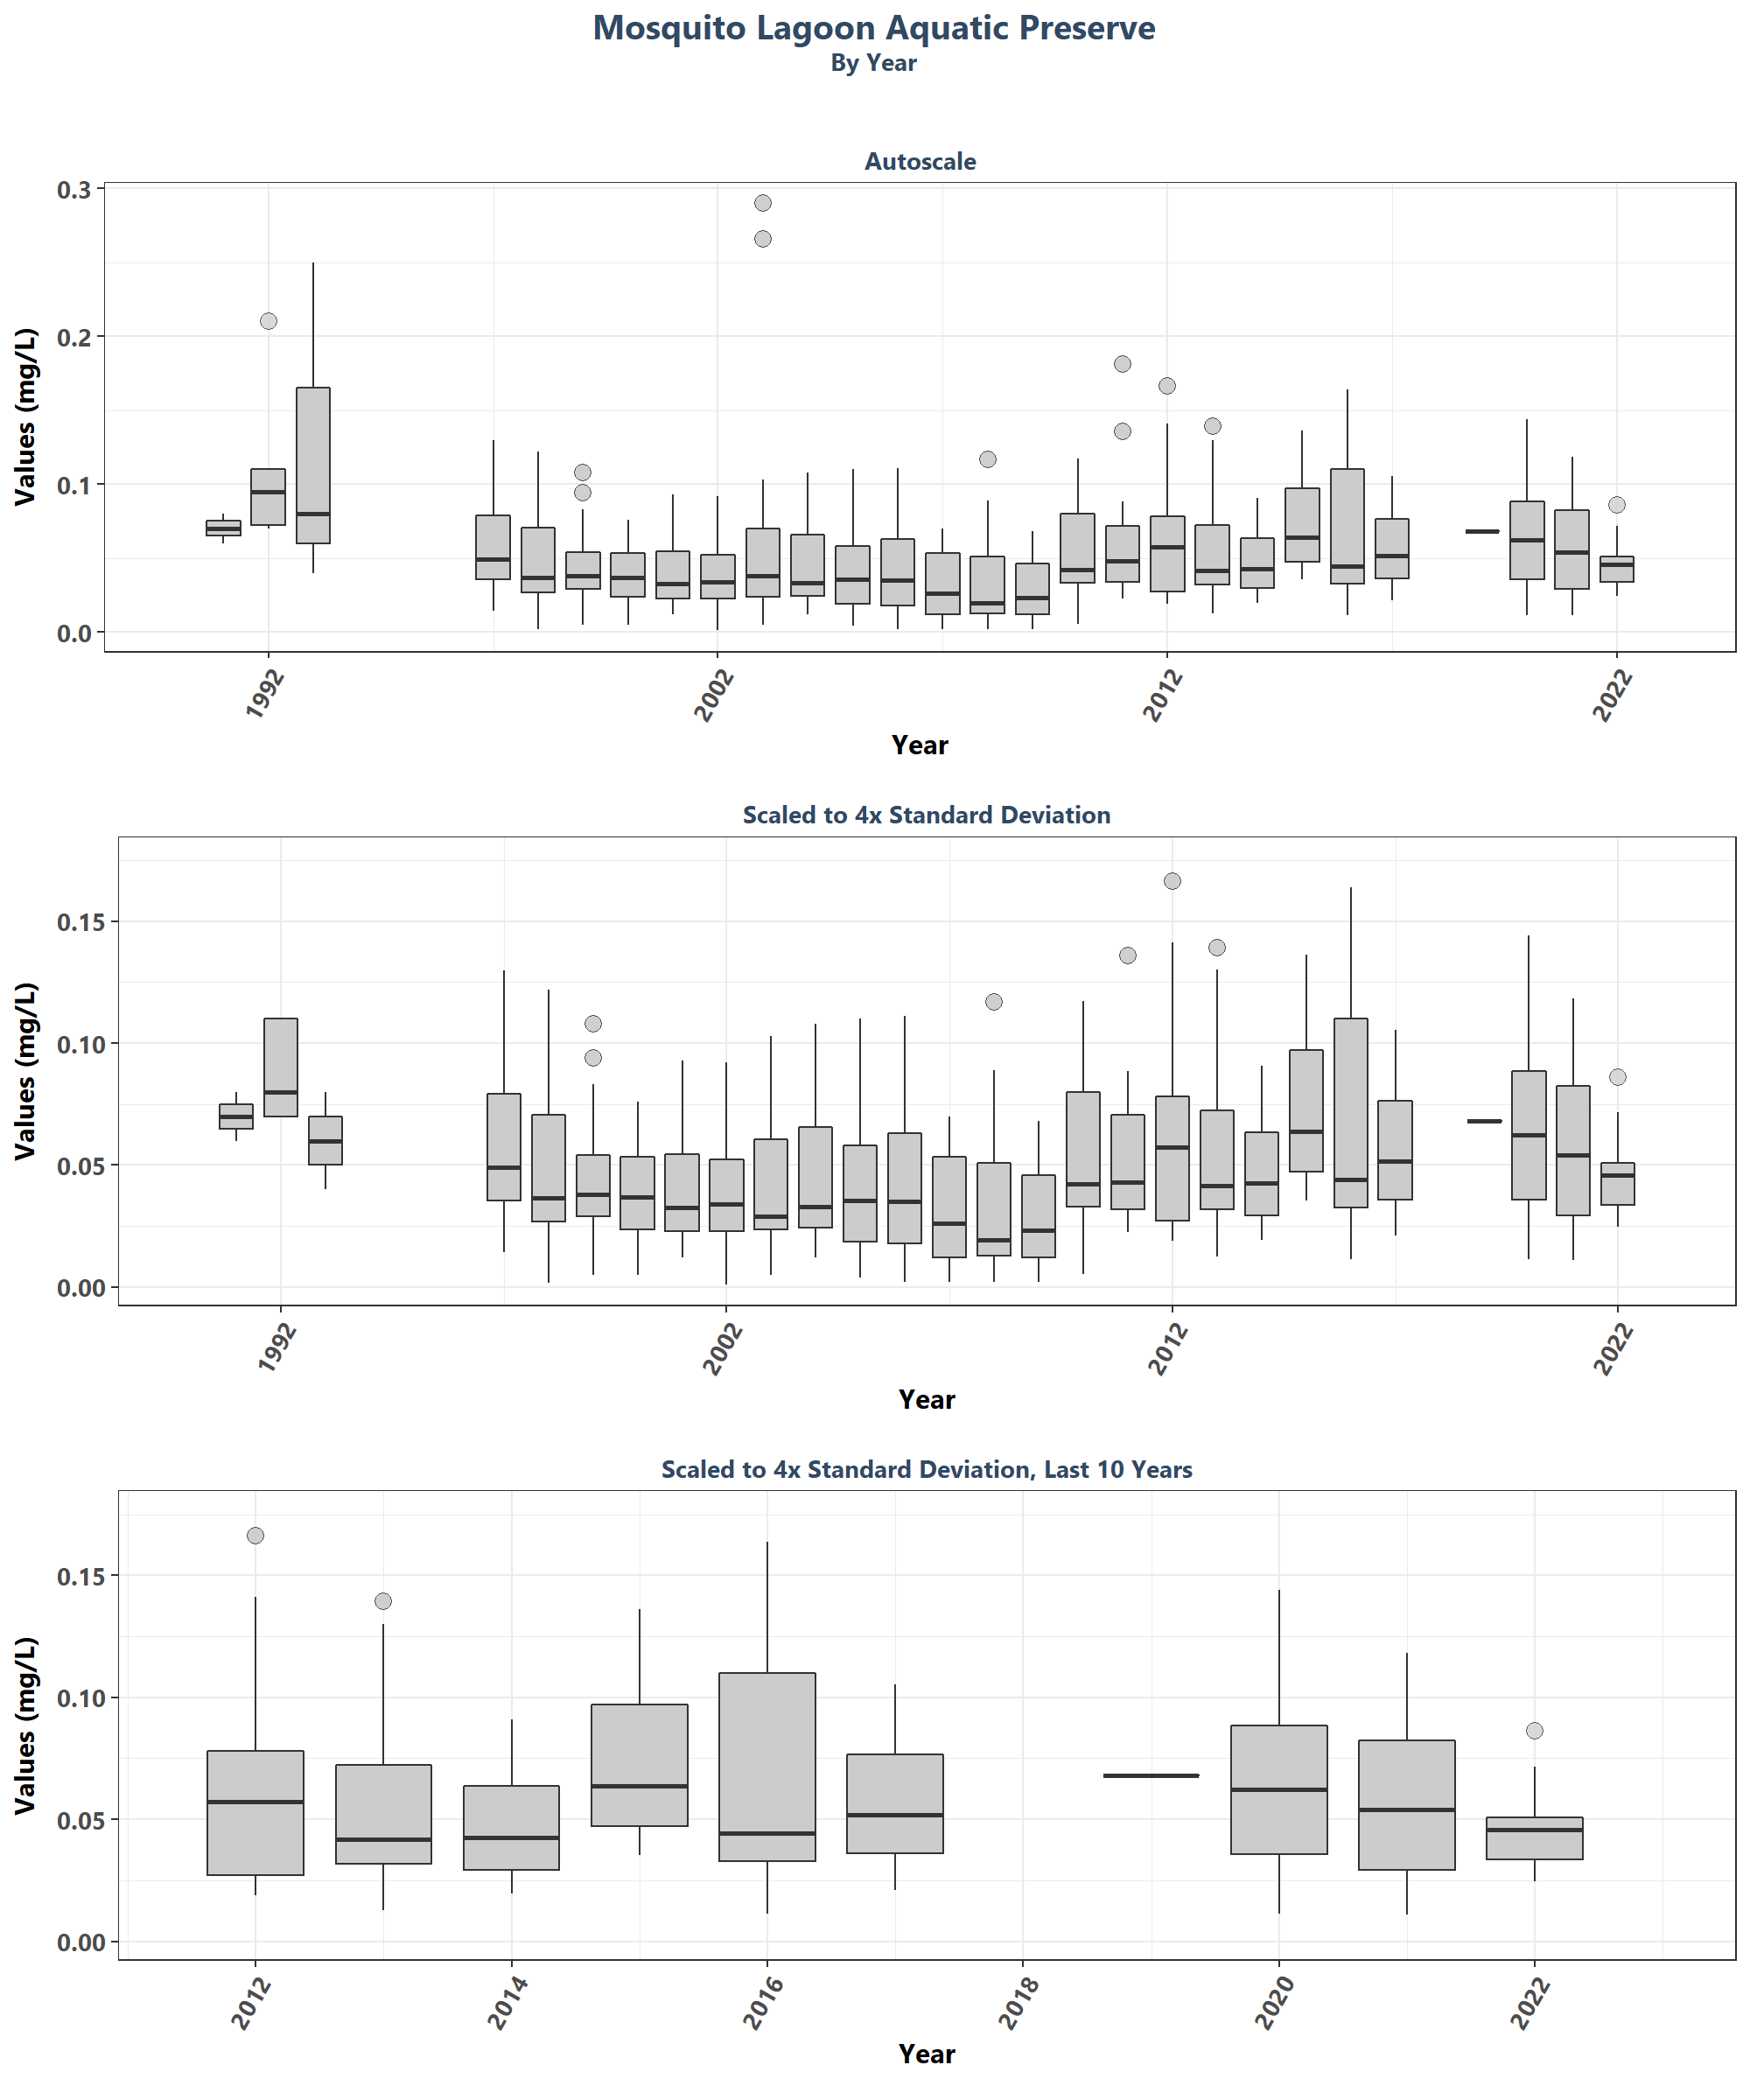 Mosquito Lagoon Aquatic Preserve
By Year
Autoscale
Values (mg/L)
0.3
0.2
0.1
0.0
1992
2002
2012
2022
Year
Scaled to 4x Standard Deviation
Values (mg/L)
0.15
0.10
0.05
0.00
1992
2002
2012
2022
Year
Scaled to 4x Standard Deviation, Last 10 Years
Values (mg/L)
0.15
0.10
0.05
0.00
2012
2014
2016
2018
2020
2022
Year